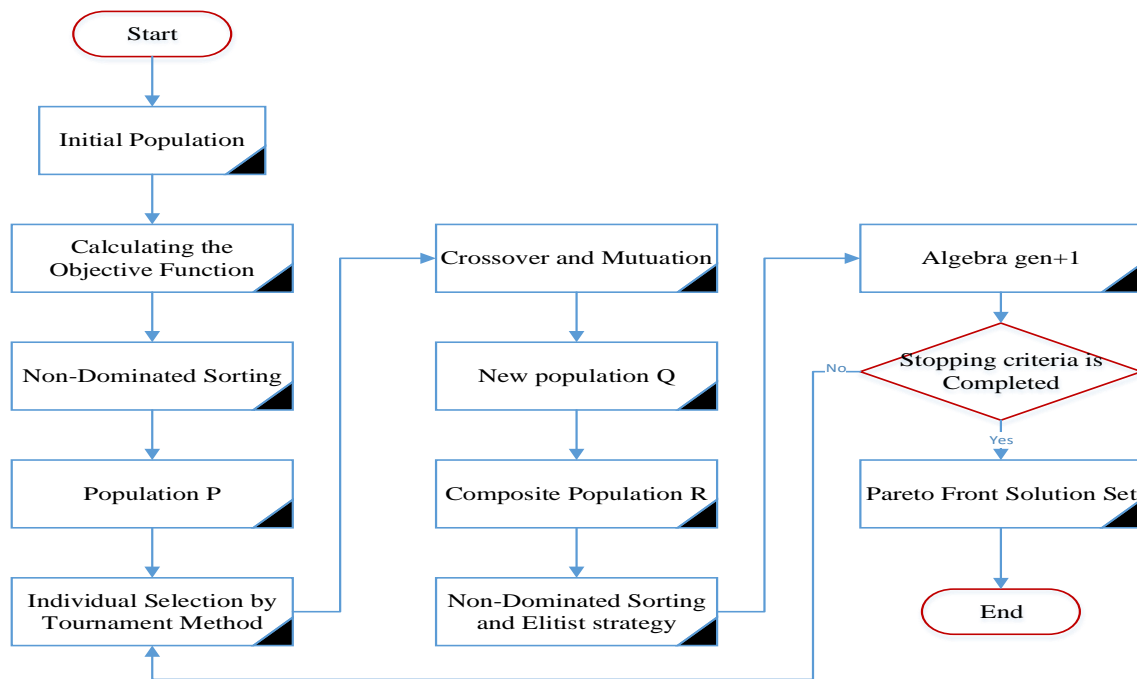 Start
Initial Population
Calculating the
Objective Function
Non-Dominated Sorting
Population P
Individual Selection by
Tournament Method
Crossover and Mutuation
New population Q
Composite Population R
Non-Dominated Sorting
and Elitist strategy
Algebra gen+1
Stopping criteria is
Completed
No
Yes
Pareto Front Solution Set
End